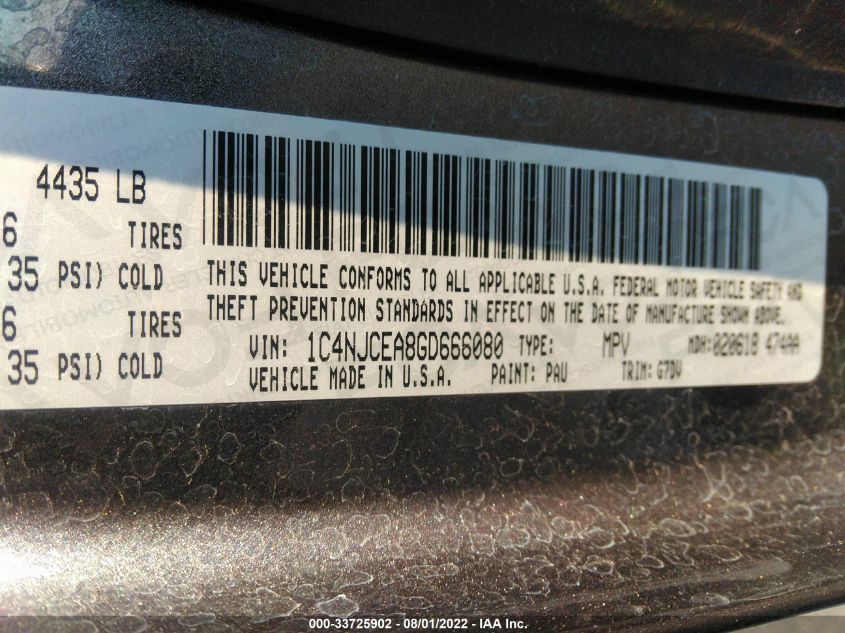 4435 LB
6 TIRES
35 PSI) COLD
6 TIRES
35 PSI) COLD
THIS VEHICLE CONFORMS TO ALL APPLICABLE U.S.A. FEDERAL MOTOR VEHICLE SAFETY AND
THEFT PREVENTION STANDARDS IN EFFECT ON THE DATE OF MANUFACTURE SHOWN ABOVE.
VIN: 1C4NJCEA8GD666080 TYPE: MPV MDH:020618 474AA
VEHICLE MADE IN U.S.A. PAINT: PAU TRIM: G7DV
000-33725902 - 08/01/2022 - IAA Inc.